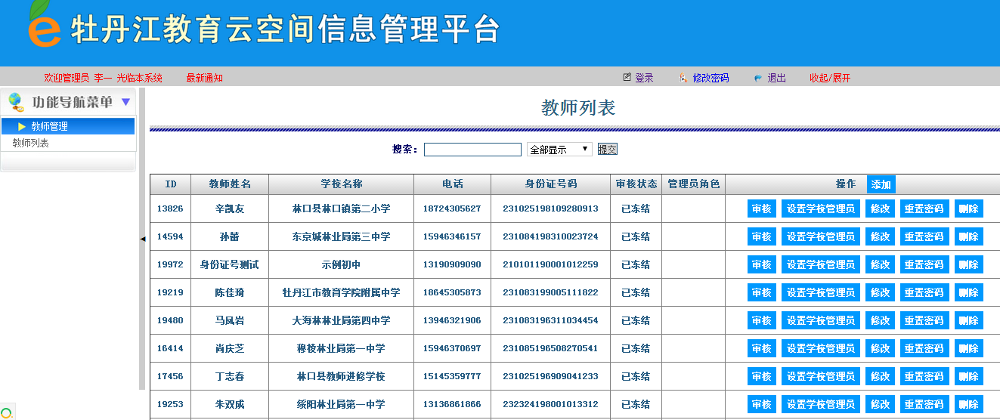 牡丹江教育云空间信息管理平台
欢迎管理员 李一 光临本系统 最新通知 登录 修改密码 退出 收起/展开
功能导航菜单
教师管理
教师列表
教师列表
搜索： 全部显示 提交
ID 教师姓名 学校名称 电话 身份证号码 审核状态 管理员角色 操作 添加
13826 辛凯友 林口县林口镇第二小学 18724305627 231025198109280913 已冻结 审核 设置学校管理员 修改 重置密码 删除
14594 孙蕾 东京城林业局第三中学 15946346157 231084198310023724 已冻结 审核 设置学校管理员 修改 重置密码 删除
19972 身份证号测试 示例初中 13190909090 210101190001012259 已冻结 审核 设置学校管理员 修改 重置密码 删除
19219 陈佳琦 牡丹江市教育学院附属中学 18645305873 231083199005111822 已冻结 审核 设置学校管理员 修改 重置密码 删除
19480 马凤岩 大海林林业局第四中学 13946321906 231083196311034454 已冻结 审核 设置学校管理员 修改 重置密码 删除
16414 尚庆芝 穆棱林业局第一中学 15946370697 231085196508270541 已冻结 审核 设置学校管理员 修改 重置密码 删除
17456 丁志春 林口县教师进修学校 15145359777 231025196909041233 已冻结 审核 设置学校管理员 修改 重置密码 删除
19253 朱双成 绥阳林业局第一中学 13136861866 232324198001013312 已冻结 审核 设置学校管理员 修改 重置密码 删除